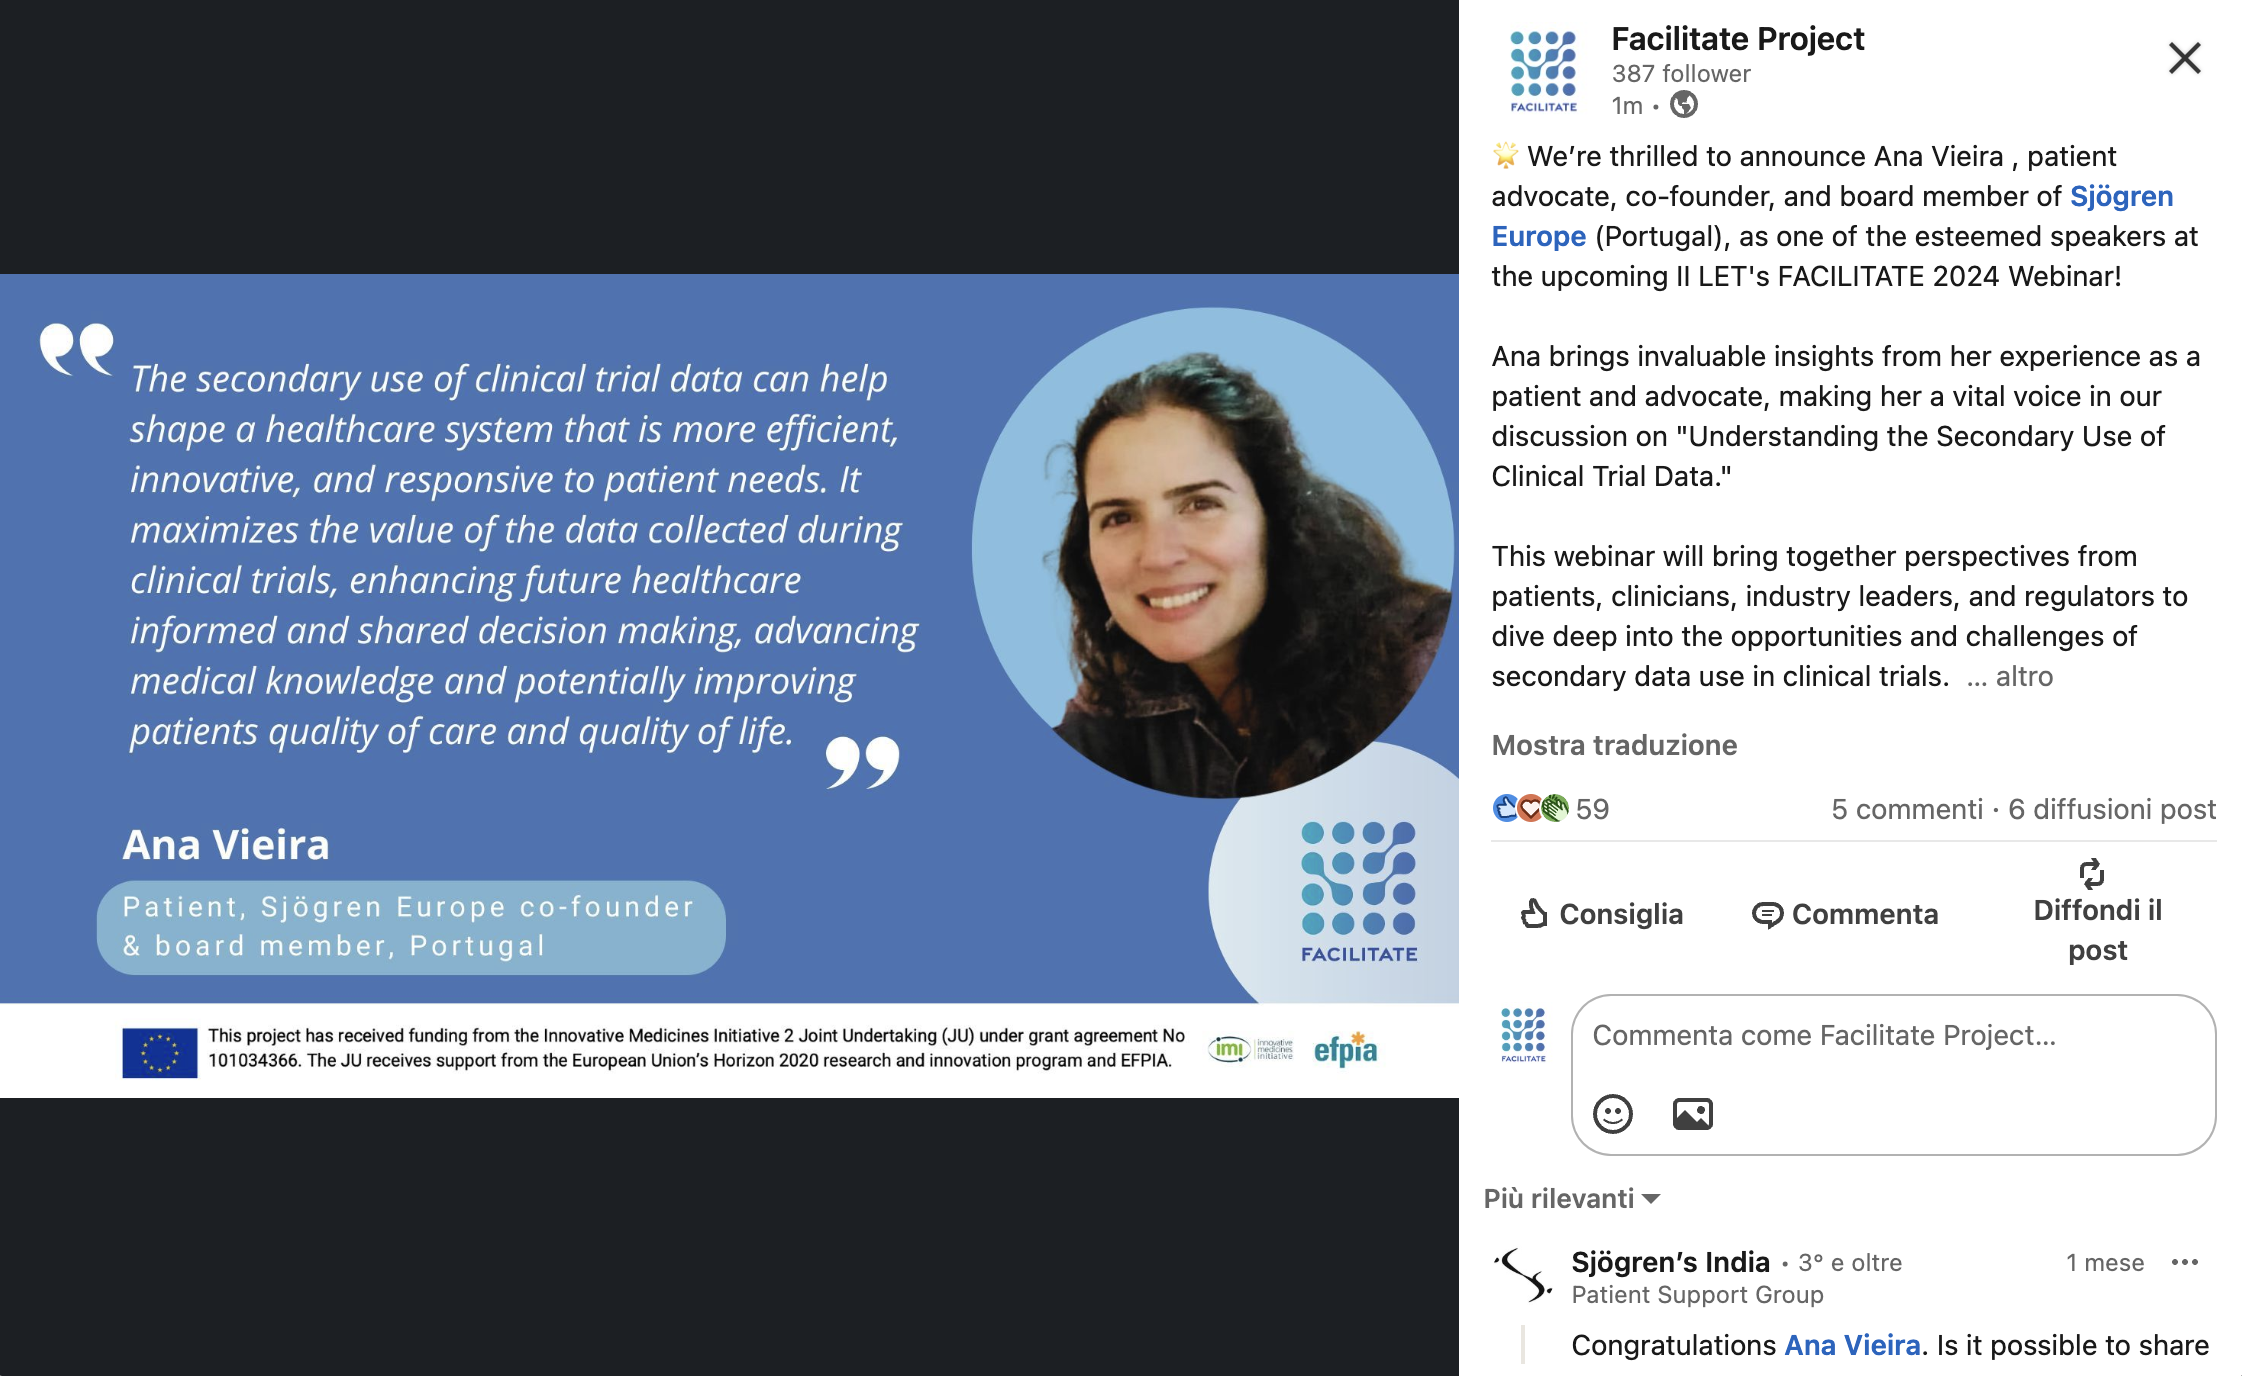 The secondary use of clinical trial data can help
shape a healthcare system that is more efficient,
innovative, and responsive to patient needs. It
maximizes the value of the data collected during
clinical trials, enhancing future healthcare
informed and shared decision making, advancing
medical knowledge and potentially improving
patients quality of care and quality of life.
Ana Vieira
Patient, Sjögren Europe co-founder
& board member, Portugal
FACILITATE
This project has received funding from the Innovative Medicines Initiative 2 Joint Undertaking (JU) under grant agreement No
101034366. The JU receives support from the European Union's Horizon 2020 research and innovation program and EFPIA.
imi
innovative
medicines
initiative
efpia
FACILITATE
Facilitate Project
387 follower
1m •
We're thrilled to announce Ana Vieira , patient
advocate, co-founder, and board member of Sjögren
Europe (Portugal), as one of the esteemed speakers at
the upcoming II LET's FACILITATE 2024 Webinar!
Ana brings invaluable insights from her experience as a
patient and advocate, making her a vital voice in our
discussion on "Understanding the Secondary Use of
Clinical Trial Data."
This webinar will bring together perspectives from
patients, clinicians, industry leaders, and regulators to
dive deep into the opportunities and challenges of
secondary data use in clinical trials. … altro
Mostra traduzione
59
5 commenti · 6 diffusioni post
Consiglia
Commenta
Diffondi il
post
FACILITATE
Commenta come Facilitate Project…
Più rilevanti
Sjögren's India • 3° e oltre
1 mese
Patient Support Group
Congratulations Ana Vieira. Is it possible to share